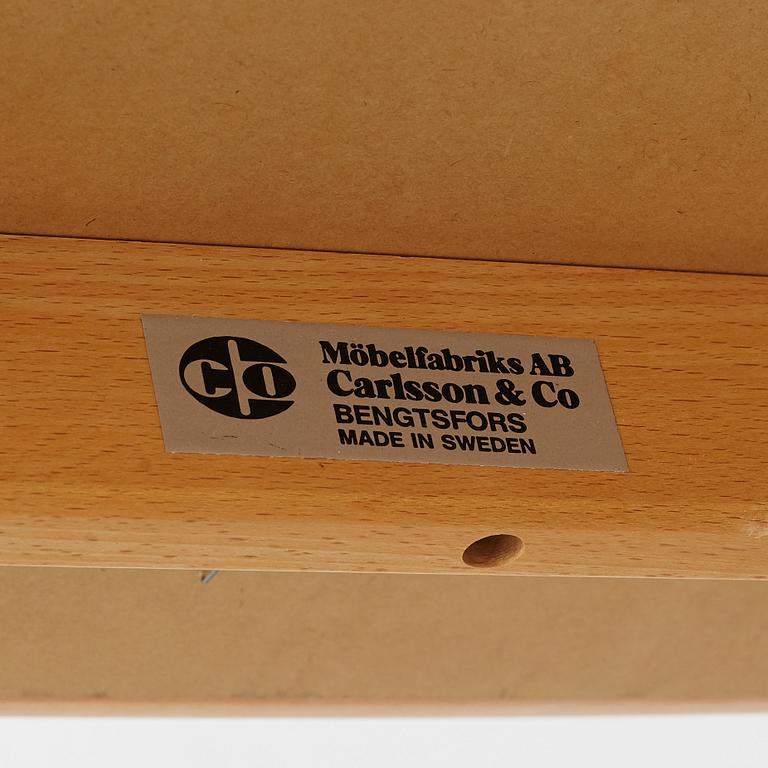 c|o
Möbelfabriks AB
Carlsson & Co
BENGTSFORS
MADE IN SWEDEN